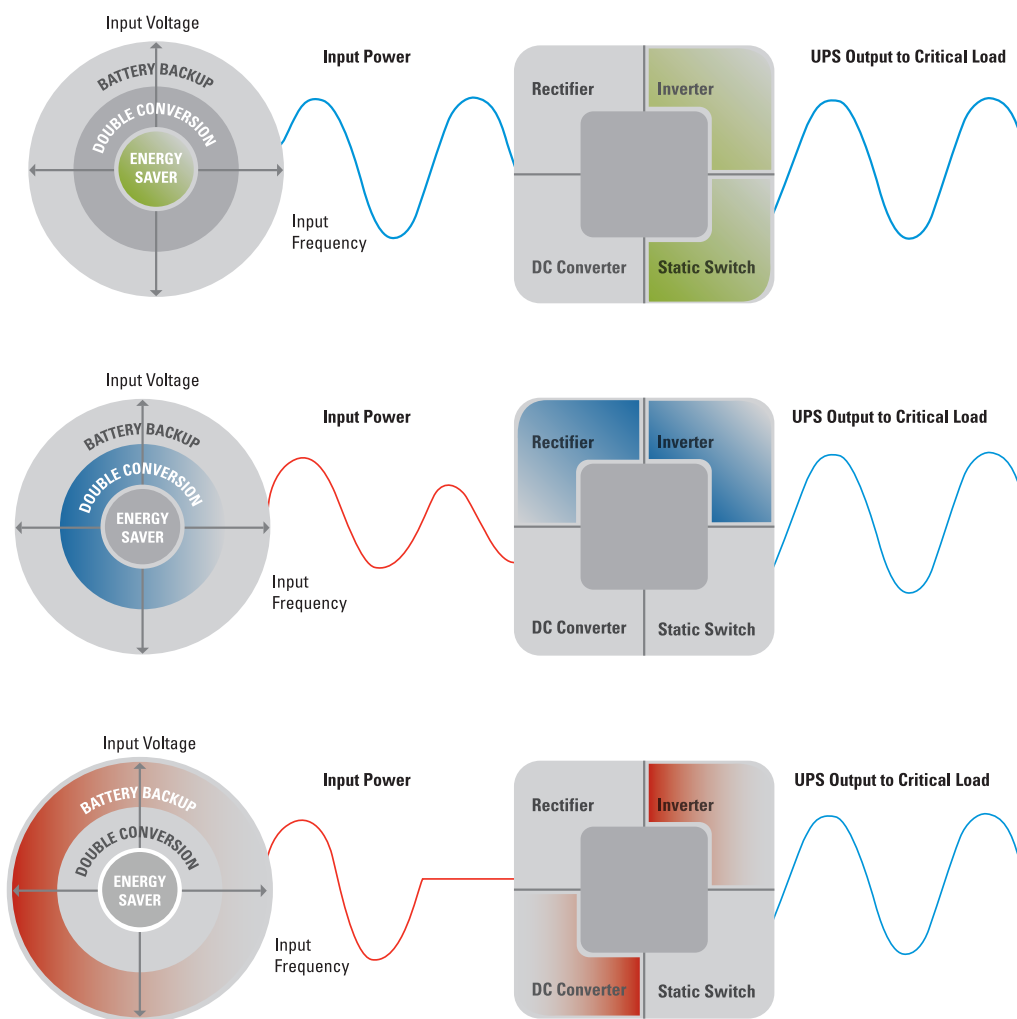 Input Voltage
BATTERY BACKUP
DOUBLE CONVERSION
ENERGY
SAVER
Input
Frequency
Input Power
Rectifier
Inverter
DC Converter
Static Switch
UPS Output to Critical Load
Input Voltage
BATTERY BACKUP
DOUBLE CONVERSION
ENERGY
SAVER
Input
Frequency
Input Power
Rectifier
Inverter
DC Converter
Static Switch
UPS Output to Critical Load
Input Voltage
BATTERY BACKUP
DOUBLE CONVERSION
ENERGY
SAVER
Input
Frequency
Input Power
Rectifier
Inverter
DC Converter
Static Switch
UPS Output to Critical Load